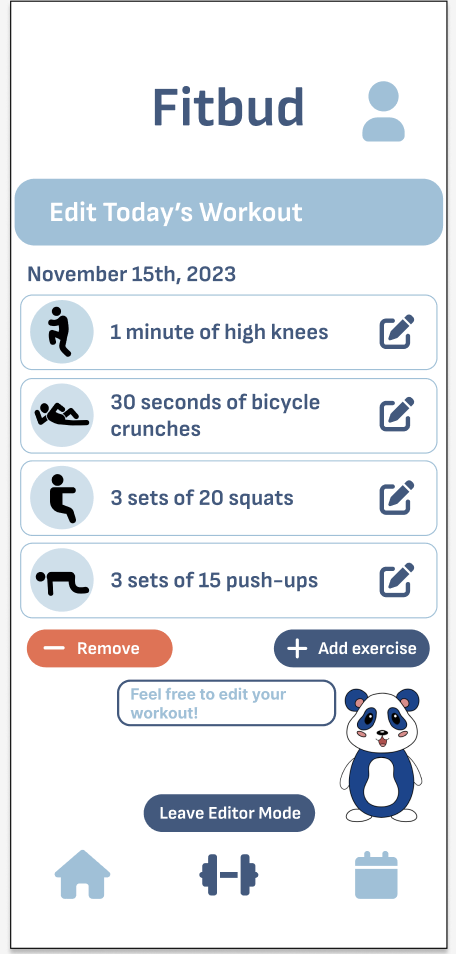 Fitbud
Edit Today's Workout
November 15th, 2023
1 minute of high knees
30 seconds of bicycle
crunches
3 sets of 20 squats
3 sets of 15 push-ups
Remove
Add exercise
Feel free to edit your
workout!
Leave Editor Mode